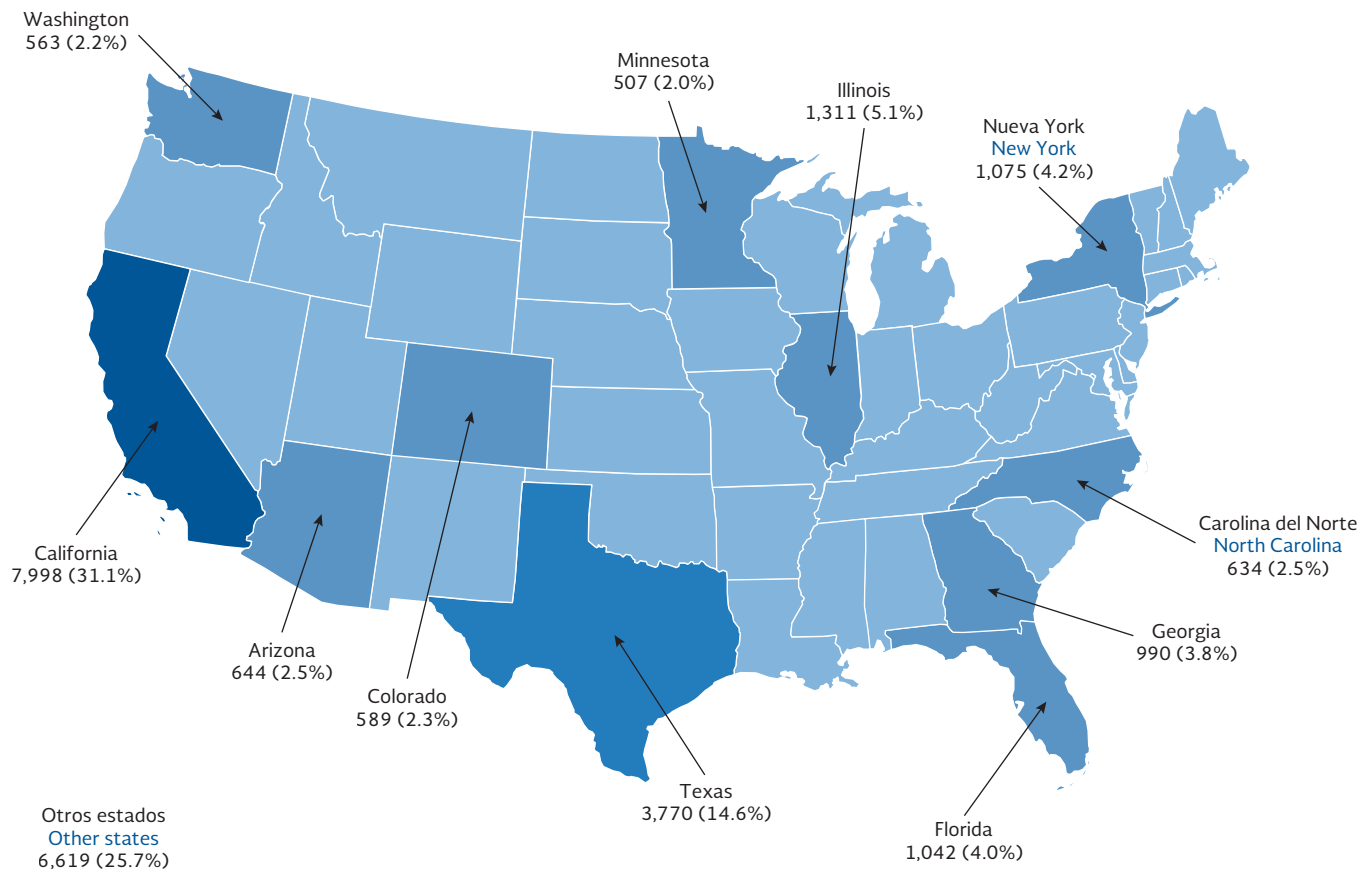 Washington
563 (2.2%)
Minnesota
507 (2.0%)
Illinois
1,311 (5.1%)
Nueva York
New York
1,075 (4.2%)
California
7,998 (31.1%)
Carolina del Norte
North Carolina
634 (2.5%)
Arizona
644 (2.5%)
Georgia
990 (3.8%)
Colorado
589 (2.3%)
Texas
3,770 (14.6%)
Otros estados
Other states
6,619 (25.7%)
Florida
1,042 (4.0%)